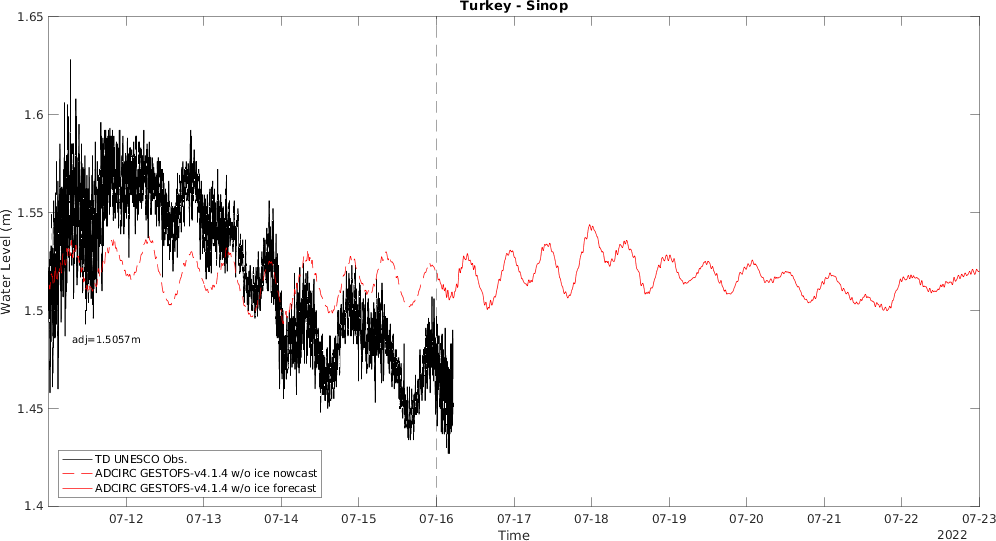 Turkey - Sinop
1.65
1.6
1.55
1.5
1.45
1.4
Water Level (m)
adj=1.5057m
TD UNESCO Obs.
ADCIRC GESTOFS-v4.1.4 w/o ice nowcast
ADCIRC GESTOFS-v4.1.4 w/o ice forecast
07-12 07-13 07-14 07-15 07-16 07-17 07-18 07-19 07-20 07-21 07-22 07-23
Time
2022